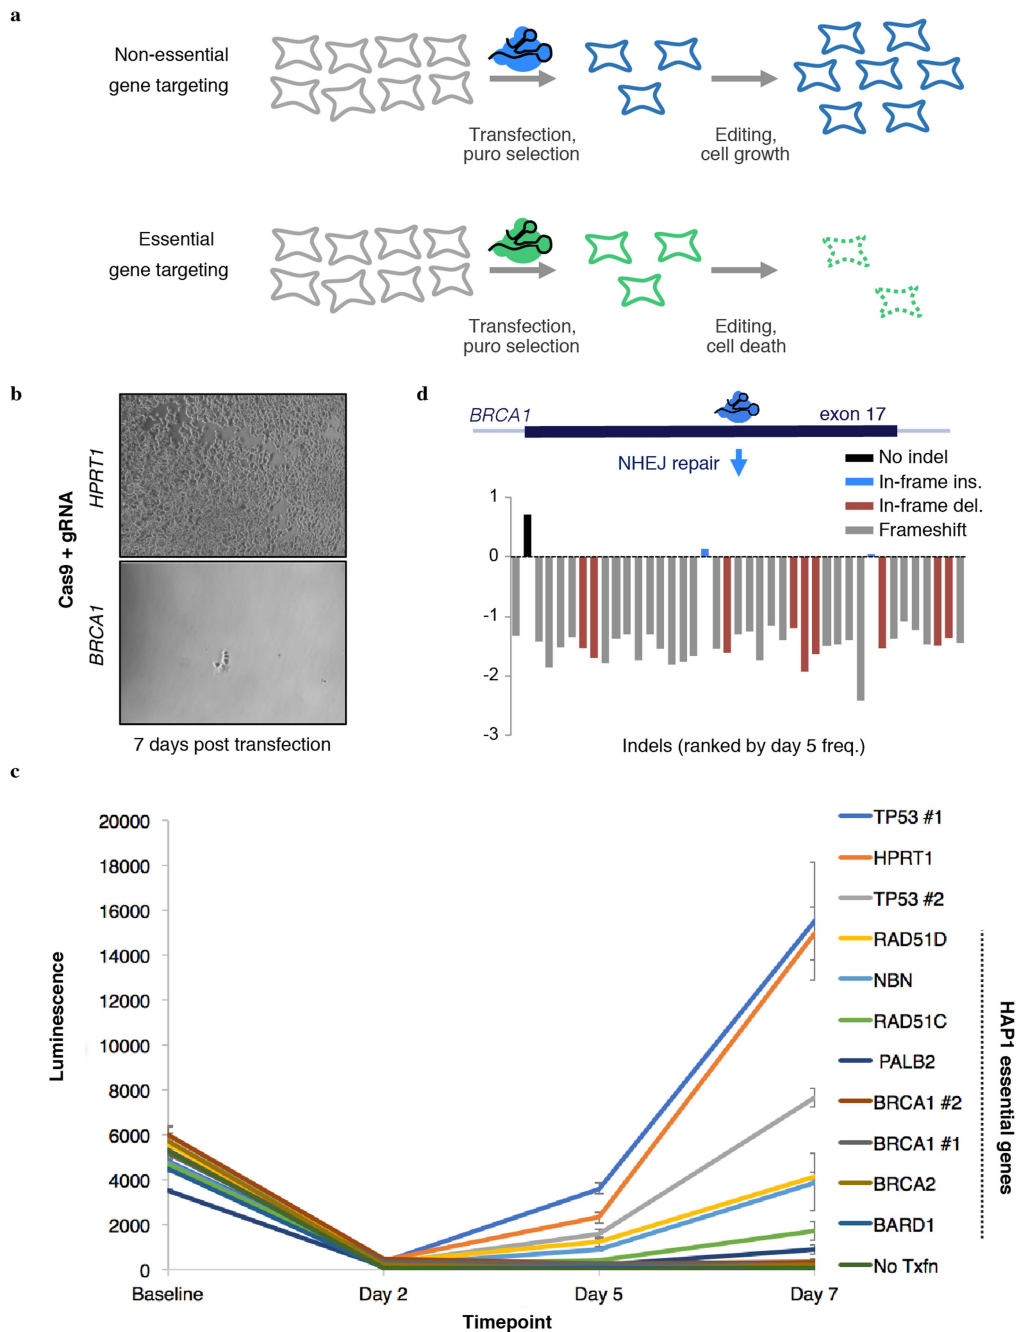 a
Non-essential
gene targeting
Transfection,
puro selection
Editing,
cell growth
Essential
gene targeting
Transfection,
puro selection
Editing,
cell death
b
Cas9 + gRNA
HPRT1
BRCA1
7 days post transfection
d
BRCA1
exon 17
NHEJ repair
No indel
In-frame ins.
In-frame del.
Frameshift
1
0
-1
-2
-3
Indels (ranked by day 5 freq.)
c
Luminescence
20000
18000
16000
14000
12000
10000
8000
6000
4000
2000
0
Baseline
Day 2
Day 5
Day 7
Timepoint
TP53 #1
HPRT1
TP53 #2
RAD51D
NBN
RAD51C
PALB2
BRCA1 #2
BRCA1 #1
BRCA2
BARD1
No Txfn
HAP1 essential genes